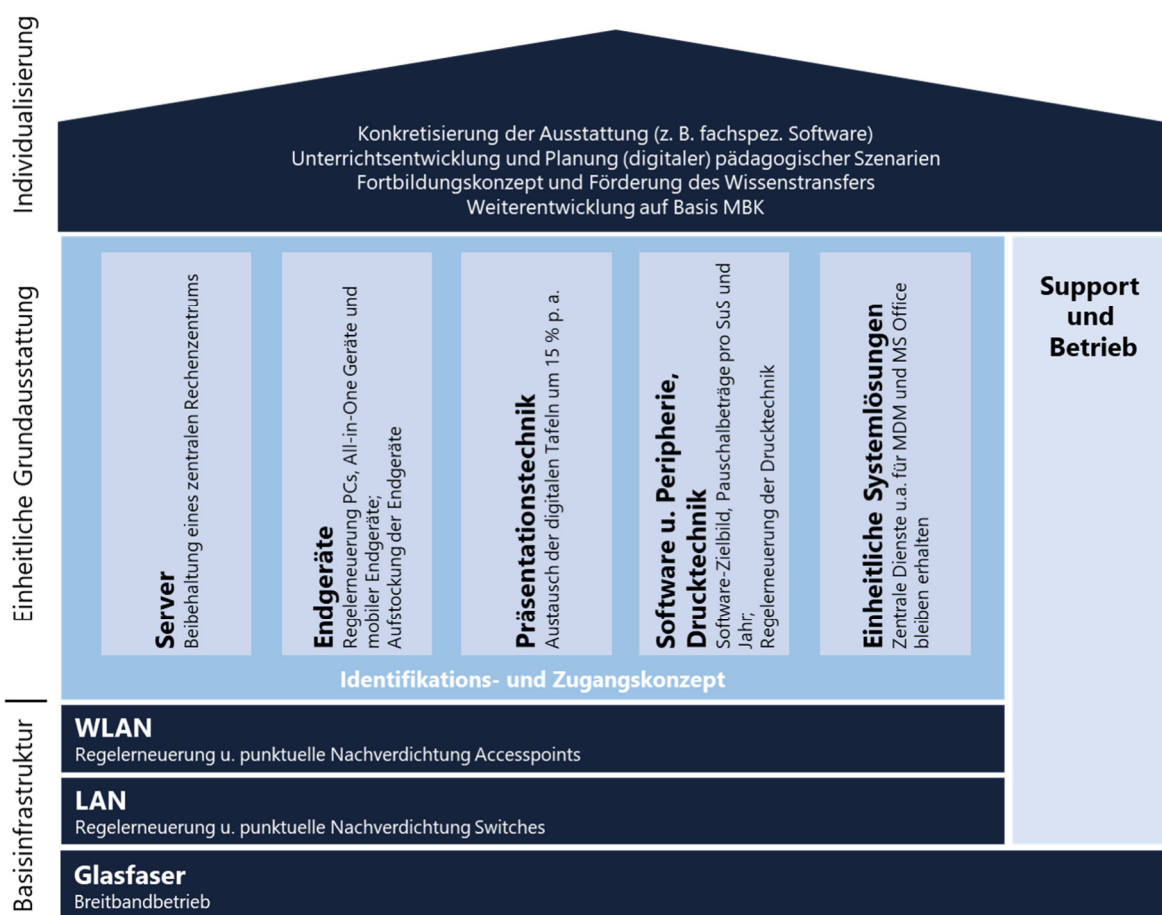 Individualisierung
Konkretisierung der Ausstattung (z. B. fachspez. Software)
Unterrichtsentwicklung und Planung (digitaler) pädagogischer Szenarien
Fortbildungskonzept und Förderung des Wissenstransfers
Weiterentwicklung auf Basis MBK
Einheitliche Grundausstattung
Server
Beibehaltung eines zentralen Rechenzentrums
Endgeräte
Regelerneuerung PCs, All-in-One Geräte und
mobiler Endgeräte;
Aufstockung der Endgeräte
Präsentationstechnik
Austausch der digitalen Tafeln um 15 % p. a.
Software u. Peripherie,
Drucktechnik
Software-Zielbild, Pauschalbeträge pro SuS und
Jahr;
Regelerneuerung der Drucktechnik
Einheitliche Systemlösungen
Zentrale Dienste u.a. für MDM und MS Office
bleiben erhalten
Support
und
Betrieb
Identifikations- und Zugangskonzept
Basisinfrastruktur
WLAN
Regelerneuerung u. punktuelle Nachverdichtung Accesspoints
LAN
Regelerneuerung u. punktuelle Nachverdichtung Switches
Glasfaser
Breitbandbetrieb